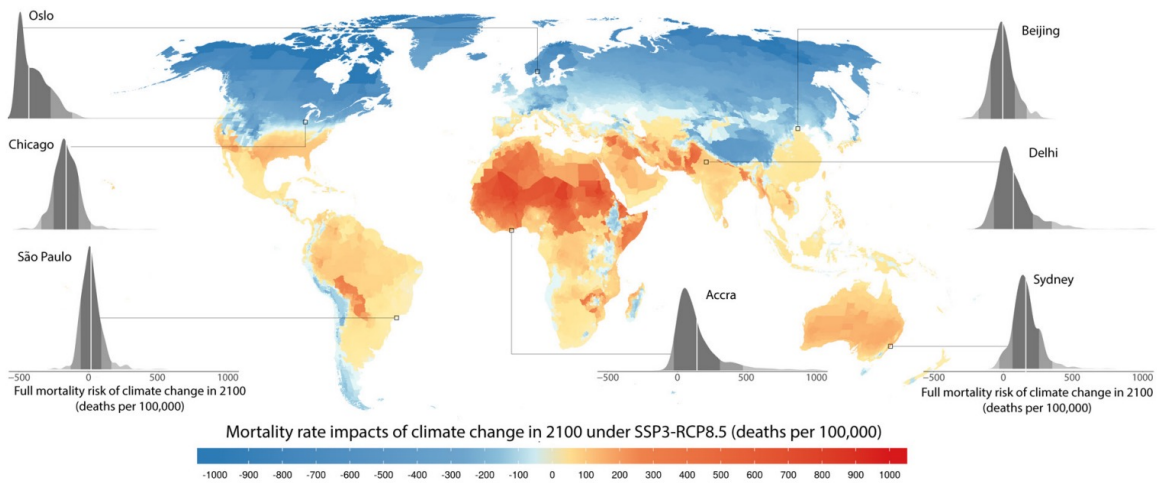 Oslo
Beijing
Chicago
Delhi
São Paulo
Accra
Sydney
−500 0 500 1000
−500 0 500 1000
−500 0 500 1000
Full mortality risk of climate change in 2100
(deaths per 100,000)
Full mortality risk of climate change in 2100
(deaths per 100,000)
Mortality rate impacts of climate change in 2100 under SSP3-RCP8.5 (deaths per 100,000)
-1000 -900 -800 -700 -600 -500 -400 -300 -200 -100 0 100 200 300 400 500 600 700 800 900 1000